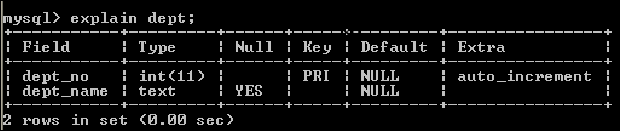 mysql> explain dept;
+-----------+---------+------+-----+---------+----------------+
| Field     | Type    | Null | Key | Default | Extra          |
+-----------+---------+------+-----+---------+----------------+
| dept_no   | int(11) |      | PRI | NULL    | auto_increment |
| dept_name | text    | YES  |     | NULL    |                |
+-----------+---------+------+-----+---------+----------------+
2 rows in set (0.00 sec)